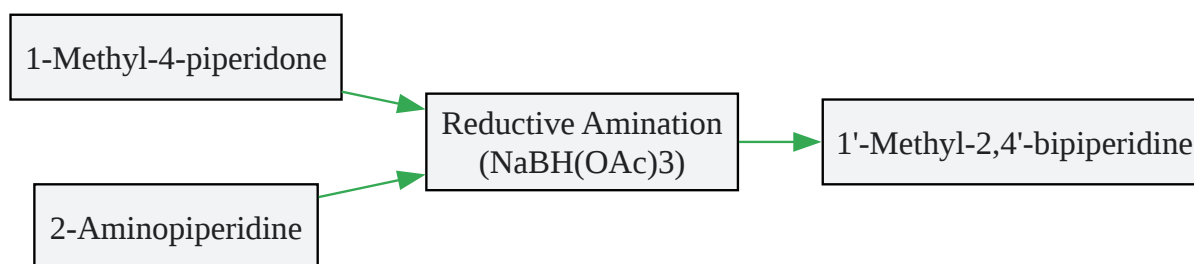 1-Methyl-4-piperidone
2-Aminopiperidine
Reductive Amination
(NaBH(OAc)3)
1'-Methyl-2,4'-bipiperidine